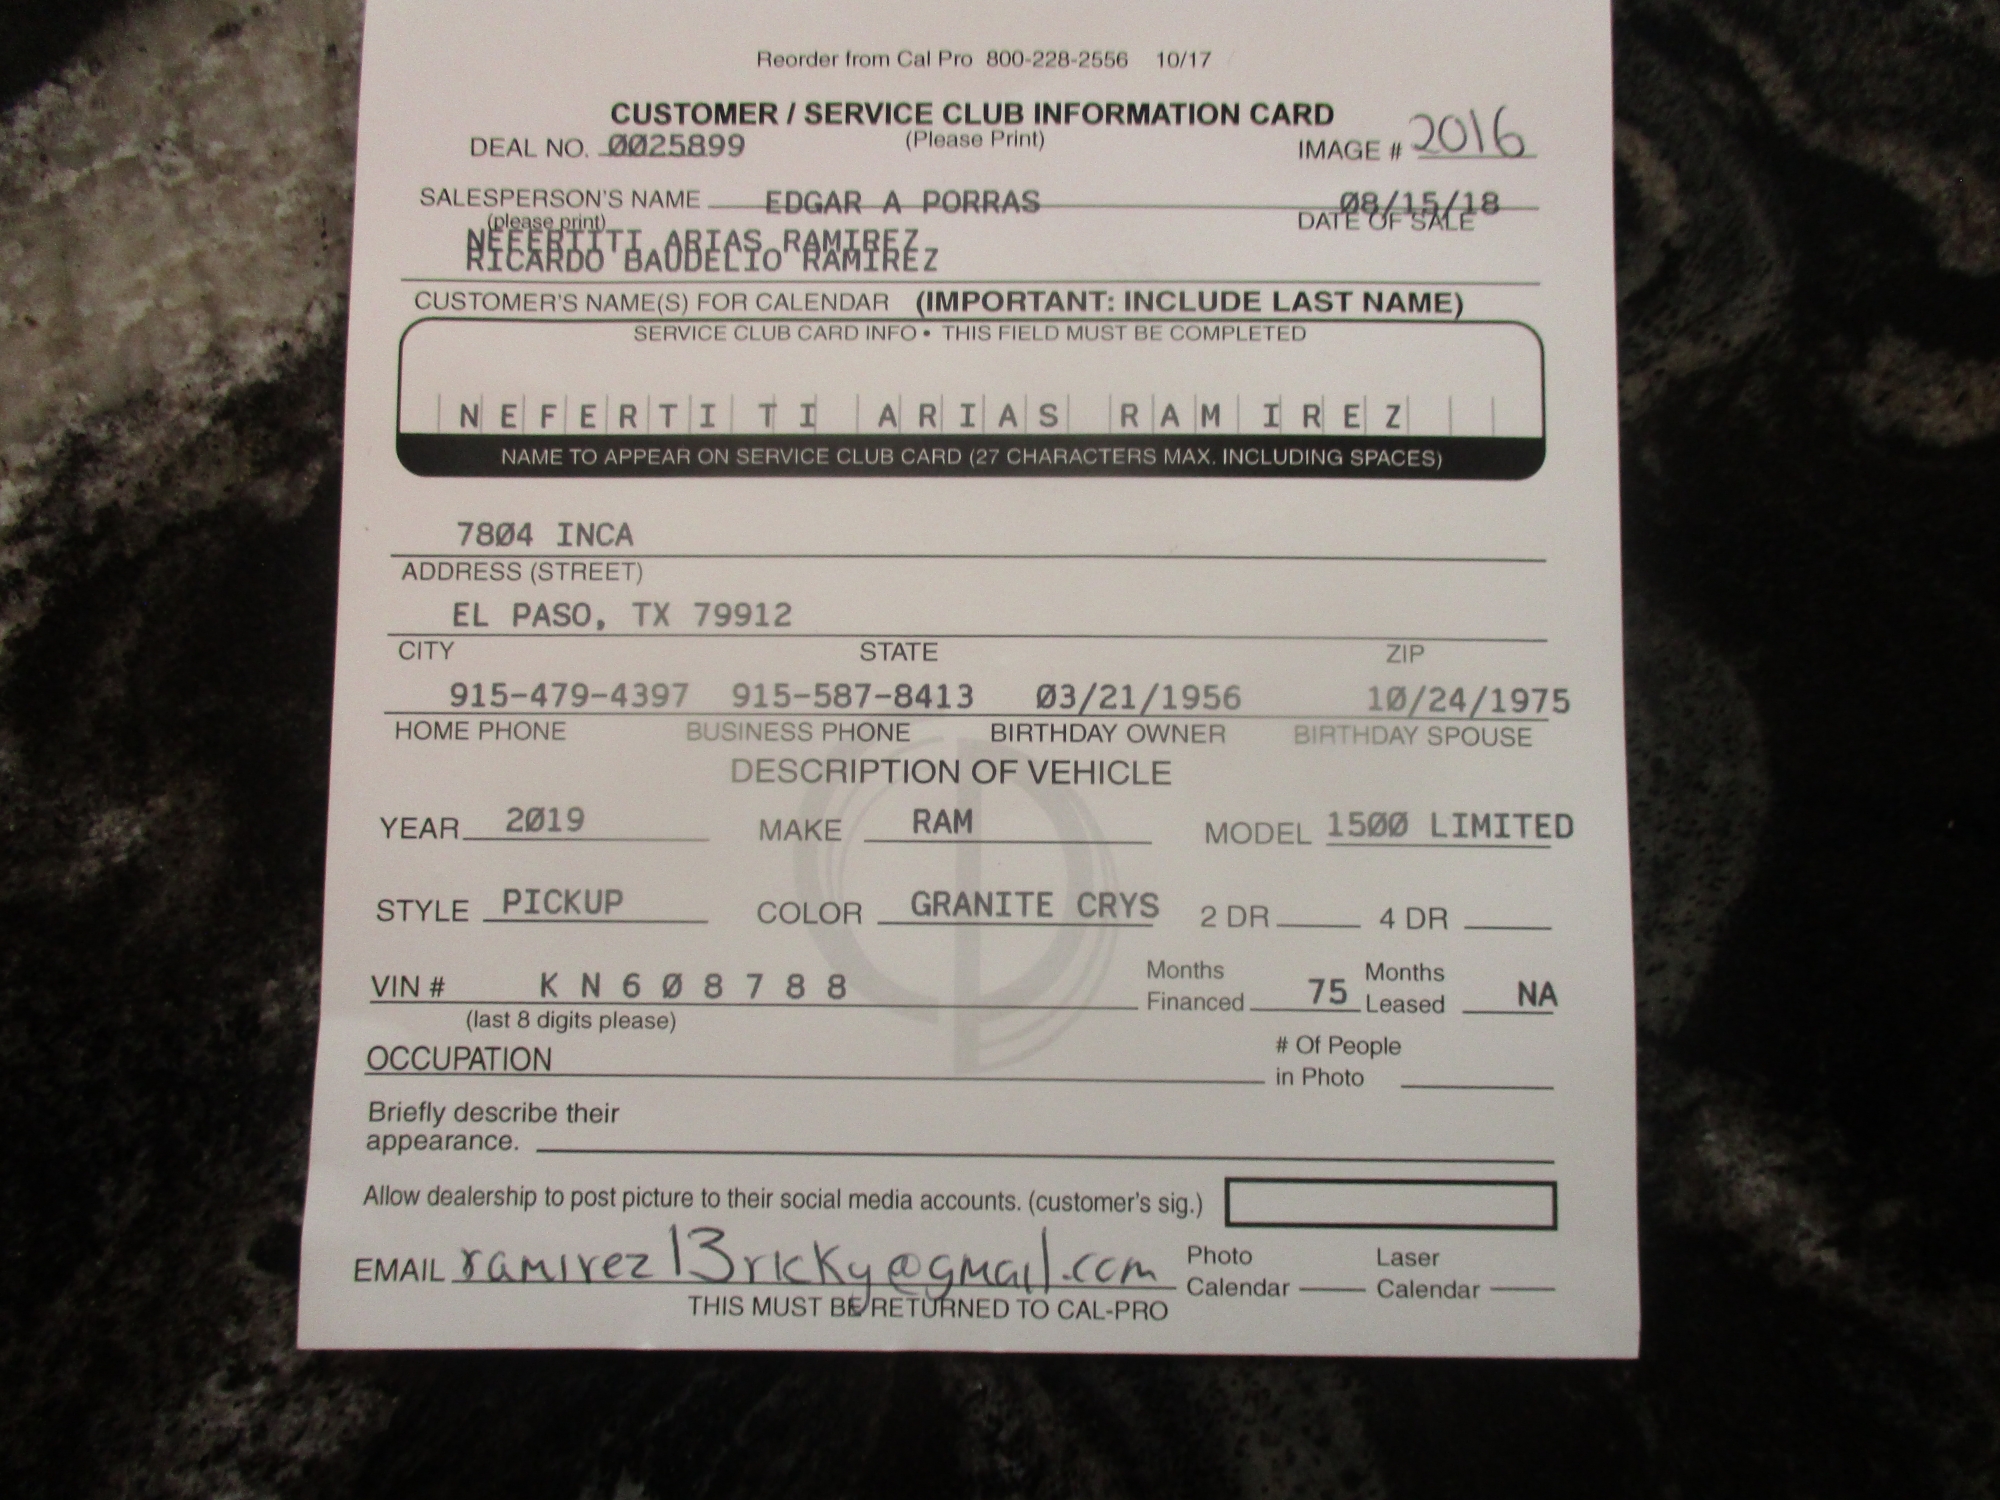 Reorder from Cal Pro 800-228-2556 10/17
CUSTOMER / SERVICE CLUB INFORMATION CARD
(Please Print)
DEAL NO. 0025899 IMAGE # 2016
SALESPERSON'S NAME EDGAR A PORRAS 08/15/18
(please print) DATE OF SALE
NEFERTITI ARIAS RAMIREZ
RICARDO BAUDELIO RAMIREZ
CUSTOMER'S NAME(S) FOR CALENDAR (IMPORTANT: INCLUDE LAST NAME)
SERVICE CLUB CARD INFO • THIS FIELD MUST BE COMPLETED
NEFERTITI ARIAS RAMIREZ
NAME TO APPEAR ON SERVICE CLUB CARD (27 CHARACTERS MAX. INCLUDING SPACES)
7804 INCA
ADDRESS (STREET)
EL PASO, TX 79912
CITY STATE ZIP
915-479-4397 915-587-8413 03/21/1956 10/24/1975
HOME PHONE BUSINESS PHONE BIRTHDAY OWNER BIRTHDAY SPOUSE
DESCRIPTION OF VEHICLE
YEAR 2019 MAKE RAM MODEL 1500 LIMITED
STYLE PICKUP COLOR GRANITE CRYS 2 DR 4 DR
VIN # KN608788 Months Financed 75 Months Leased NA
(last 8 digits please)
OCCUPATION # Of People in Photo
Briefly describe their
appearance.
Allow dealership to post picture to their social media accounts. (customer's sig.)
EMAIL ramirez13ricky@gmail.com Photo Calendar Laser Calendar
THIS MUST BE RETURNED TO CAL-PRO